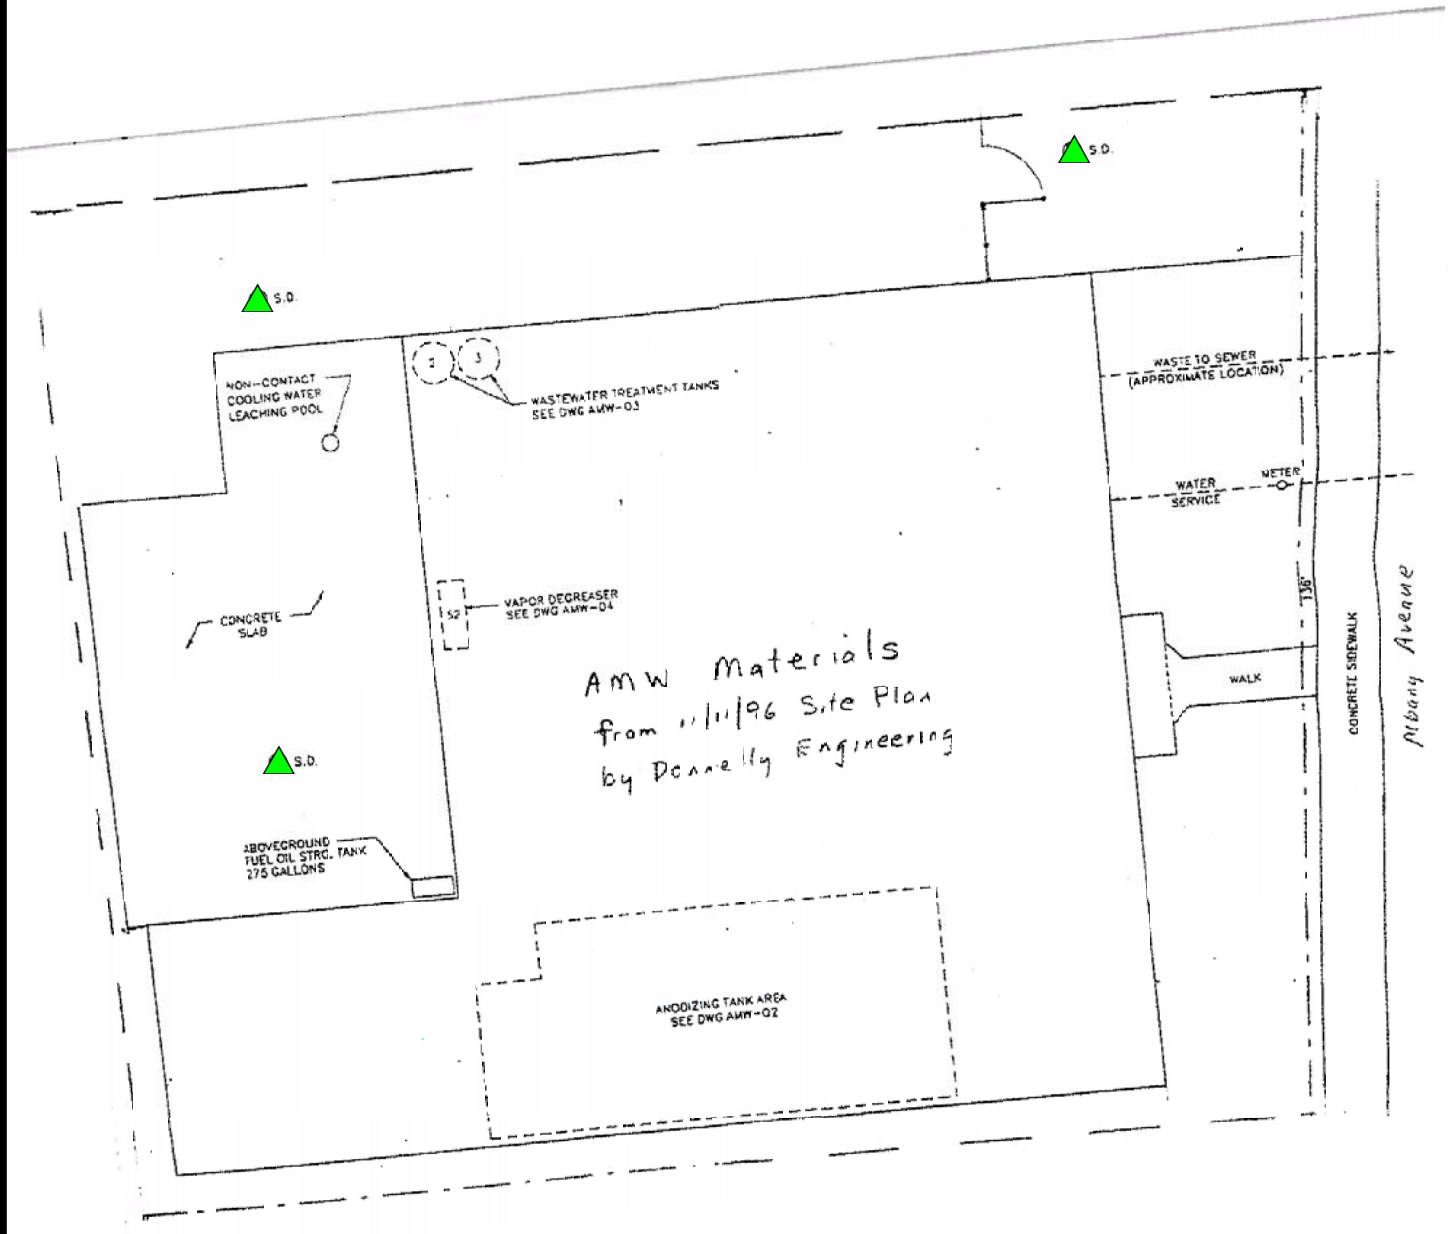 S.D.
S.D.
NON-CONTACT
COOLING WATER
LEACHING POOL
2
3
WASTEWATER TREATMENT TANKS
SEE DWG AMW-03
WASTE TO SEWER
(APPROXIMATE LOCATION)
WATER
SERVICE
METER
CONCRETE
SLAB
S2
VAPOR DEGREASER
SEE DWG AMW-04
136'
CONCRETE SIDEWALK
Albany Avenue
WALK
AMW Materials
from 11/11/96 Site Plan
by Donnelly Engineering
S.D.
ABOVEGROUND
FUEL OIL STRG. TANK
275 GALLONS
ANODIZING TANK AREA
SEE DWG AMW-02